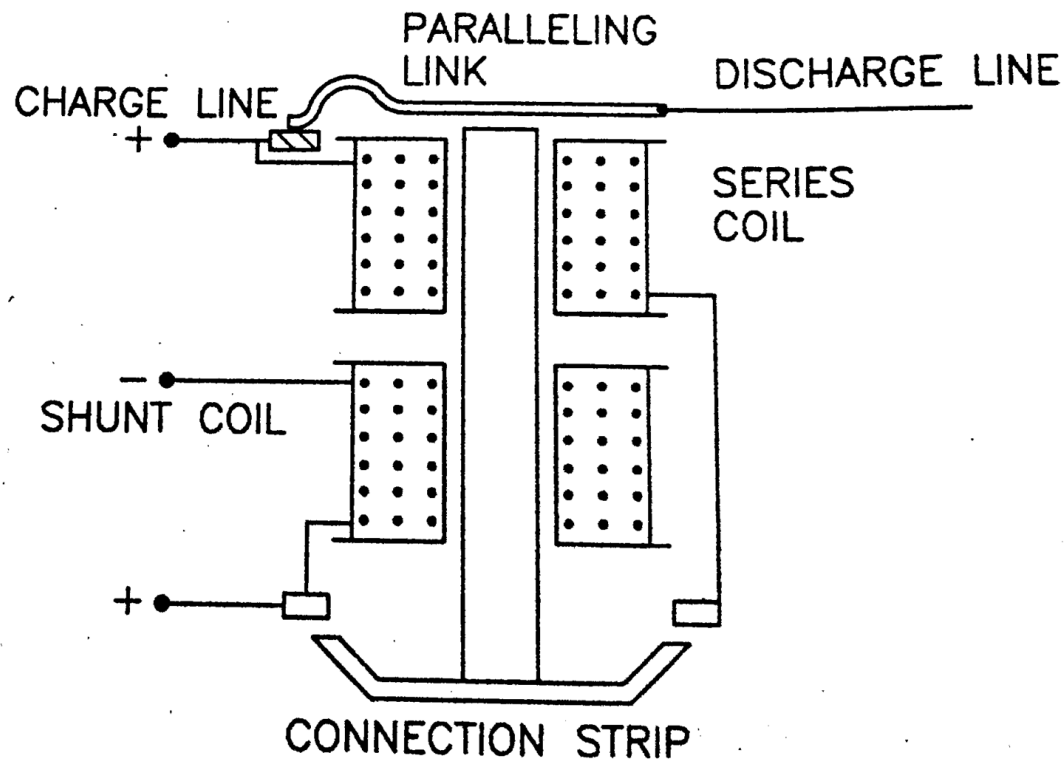 PARALLELING
LINK
DISCHARGE LINE
CHARGE LINE
+
SERIES
COIL
-
SHUNT COIL
+
CONNECTION STRIP